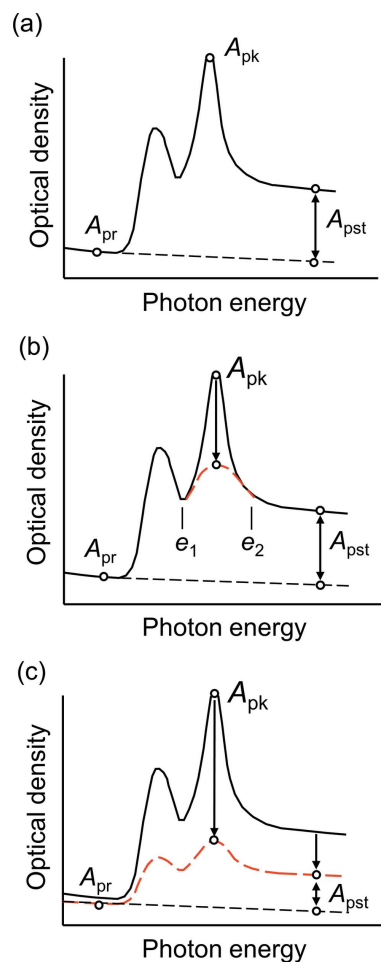 (a)
A_pk
Optical density
A_pr
A_pst
Photon energy
(b)
A_pk
Optical density
A_pr
e_1
e_2
A_pst
Photon energy
(c)
A_pk
Optical density
A_pr
A_pst
Photon energy